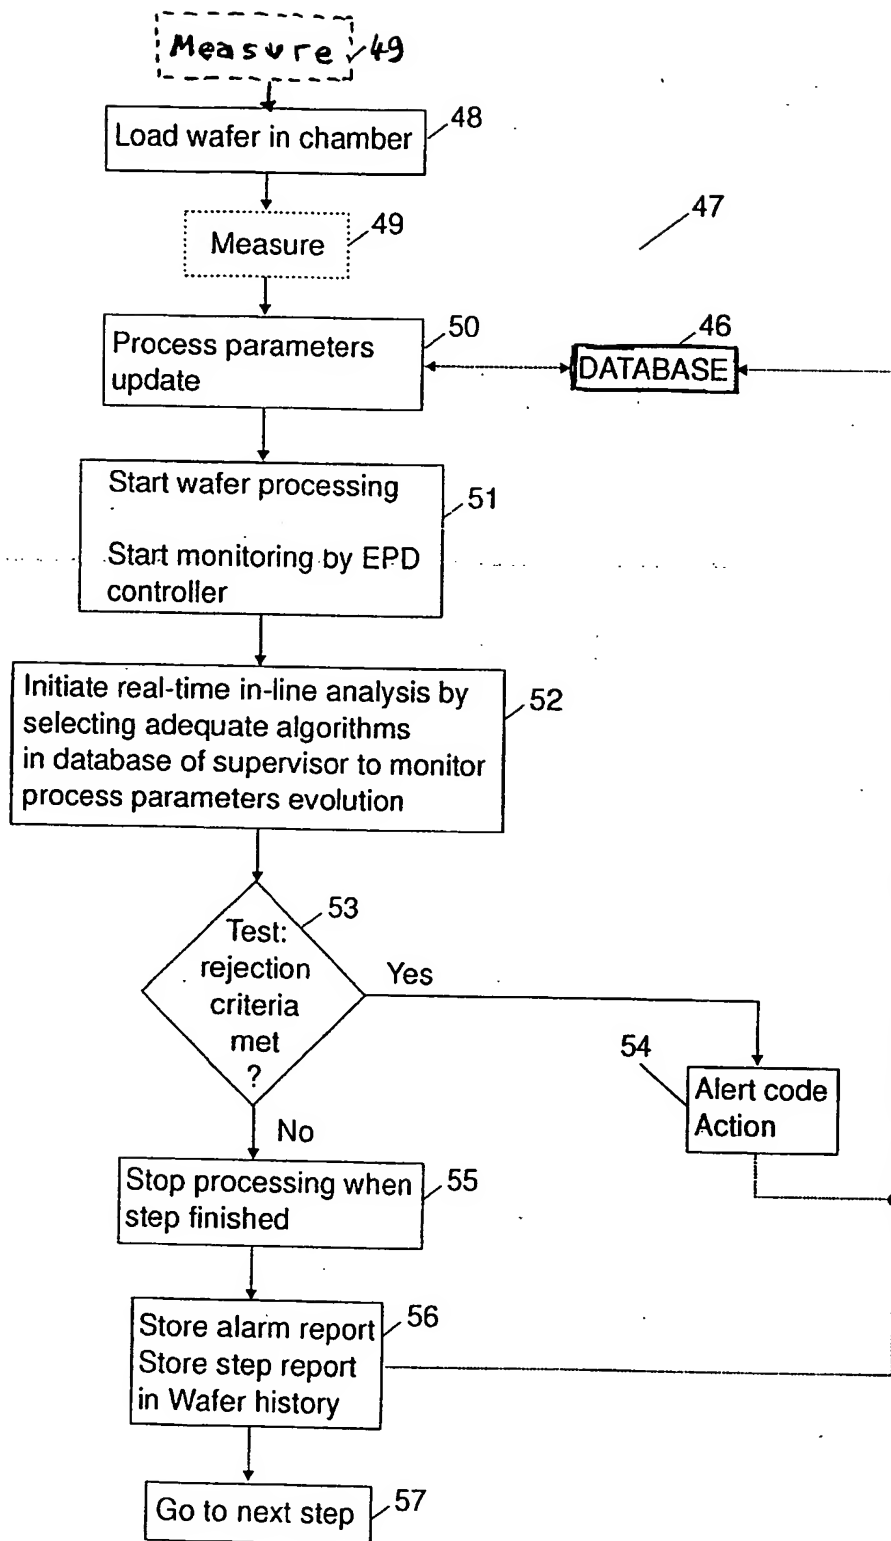 Measure 49
Load wafer in chamber 48
Measure 49
47
Process parameters
update
50
46
DATABASE
Start wafer processing
Start monitoring by EPD
controller
51
Initiate real-time in-line analysis by
selecting adequate algorithms
in database of supervisor to monitor
process parameters evolution
52
Test:
rejection
criteria
met
?
53
Yes
54
Alert code
Action
No
Stop processing when
step finished
55
Store alarm report
Store step report
in Wafer history
56
Go to next step 57